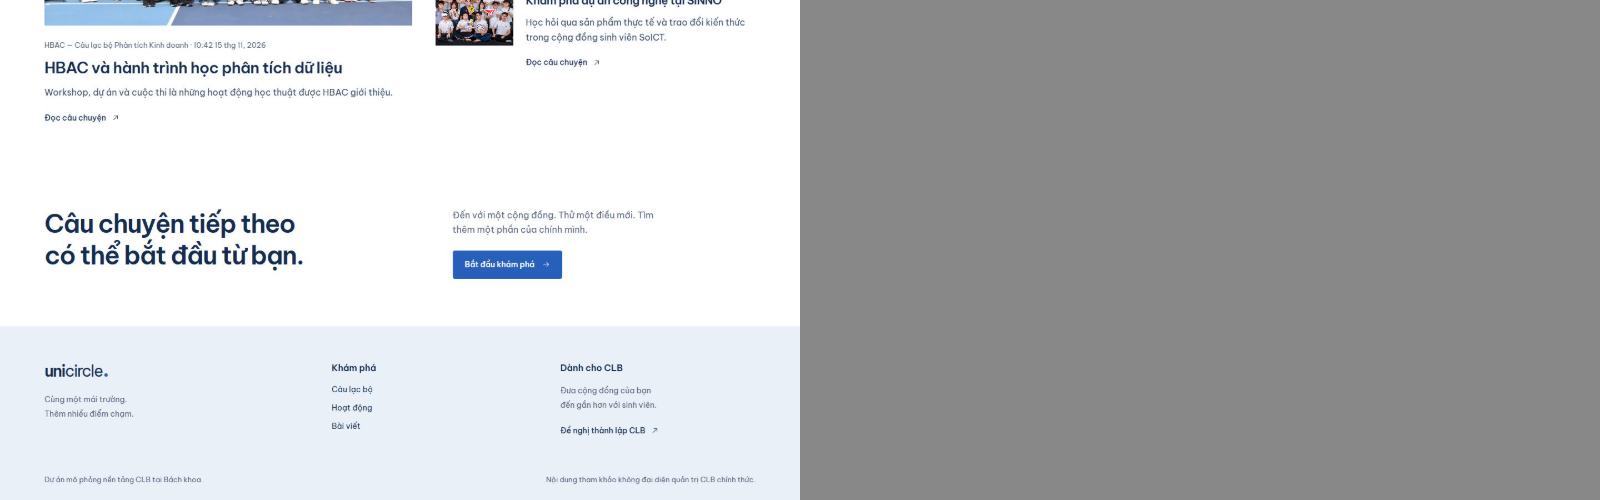 HBAC — Câu lạc bộ Phân tích Kinh doanh · 10:42 15 thg 11, 2026
HBAC và hành trình học phân tích dữ liệu
Workshop, dự án và cuộc thi là những hoạt động học thuật được HBAC giới thiệu.
Đọc câu chuyện ↗
Khám phá dự án công nghệ tại SINNO
Học hỏi qua sản phẩm thực tế và trao đổi kiến thức
trong cộng đồng sinh viên SoICT.
Đọc câu chuyện ↗
Câu chuyện tiếp theo
có thể bắt đầu từ bạn.
Đến với một cộng đồng. Thử một điều mới. Tìm
thêm một phần của chính mình.
Bắt đầu khám phá →
unicircle.
Cùng một mái trường.
Thêm nhiều điểm chạm.
Khám phá
Câu lạc bộ
Hoạt động
Bài viết
Dành cho CLB
Đưa cộng đồng của bạn
đến gần hơn với sinh viên.
Đề nghị thành lập CLB ↗
Dự án mô phỏng nền tảng CLB tại Bách khoa.
Nội dung tham khảo không đại diện quản trị CLB chính thức.